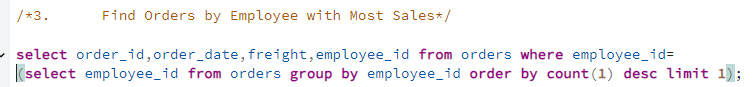 /*3.	Find Orders by Employee with Most Sales*/
select order_id,order_date,freight,employee_id from orders where employee_id=
(select employee_id from orders group by employee_id order by count(1) desc limit 1);